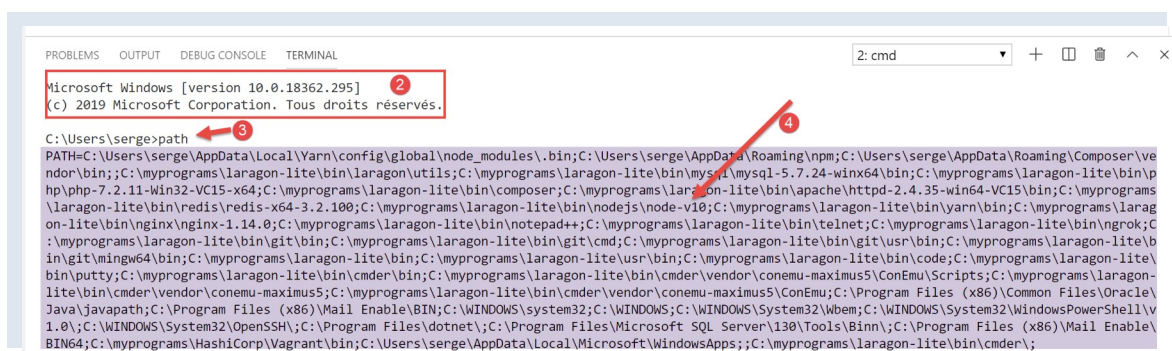 PROBLEMS OUTPUT DEBUG CONSOLE TERMINAL 2: cmd
Microsoft Windows [version 10.0.18362.295] 2
(c) 2019 Microsoft Corporation. Tous droits réservés.
C:\Users\serge>path 3
4
PATH=C:\Users\serge\AppData\Local\Yarn\config\global\node_modules\.bin;C:\Users\serge\AppData\Roaming\npm;C:\Users\serge\AppData\Roaming\Composer\ve
ndor\bin;;C:\myprograms\laragon-lite\bin\laragon\utils;C:\myprograms\laragon-lite\bin\mysql\mysql-5.7.24-winx64\bin;C:\myprograms\laragon-lite\bin\p
hp\php-7.2.11-Win32-VC15-x64;C:\myprograms\laragon-lite\bin\composer;C:\myprograms\laragon-lite\bin\apache\httpd-2.4.35-win64-VC15\bin;C:\myprograms
\laragon-lite\bin\redis\redis-x64-3.2.100;C:\myprograms\laragon-lite\bin\nodejs\node-v10;C:\myprograms\laragon-lite\bin\yarn\bin;C:\myprograms\larag
on-lite\bin\nginx\nginx-1.14.0;C:\myprograms\laragon-lite\bin\notepad++;C:\myprograms\laragon-lite\bin\telnet;C:\myprograms\laragon-lite\bin\ngrok;C
:\myprograms\laragon-lite\bin\git\bin;C:\myprograms\laragon-lite\bin\git\cmd;C:\myprograms\laragon-lite\bin\git\usr\bin;C:\myprograms\laragon-lite\b
in\git\mingw64\bin;C:\myprograms\laragon-lite\bin;C:\myprograms\laragon-lite\usr\bin;C:\myprograms\laragon-lite\bin\code;C:\myprograms\laragon-lite\
bin\putty;C:\myprograms\laragon-lite\bin\cmder\bin;C:\myprograms\laragon-lite\bin\cmder\vendor\conemu-maximus5\ConEmu\Scripts;C:\myprograms\laragon-
lite\bin\cmder\vendor\conemu-maximus5;C:\myprograms\laragon-lite\bin\cmder\vendor\conemu-maximus5\ConEmu;C:\Program Files (x86)\Common Files\Oracle\
Java\javapath;C:\Program Files (x86)\Mail Enable\BIN;C:\WINDOWS\system32;C:\WINDOWS;C:\WINDOWS\System32\Wbem;C:\WINDOWS\System32\WindowsPowerShell\v
1.0\;C:\WINDOWS\System32\OpenSSH\;C:\Program Files\dotnet\;C:\Program Files\Microsoft SQL Server\130\Tools\Binn\;C:\Program Files (x86)\Mail Enable\
BIN64;C:\myprograms\HashiCorp\Vagrant\bin;C:\Users\serge\AppData\Local\Microsoft\WindowsApps;;C:\myprograms\laragon-lite\bin\cmder\;